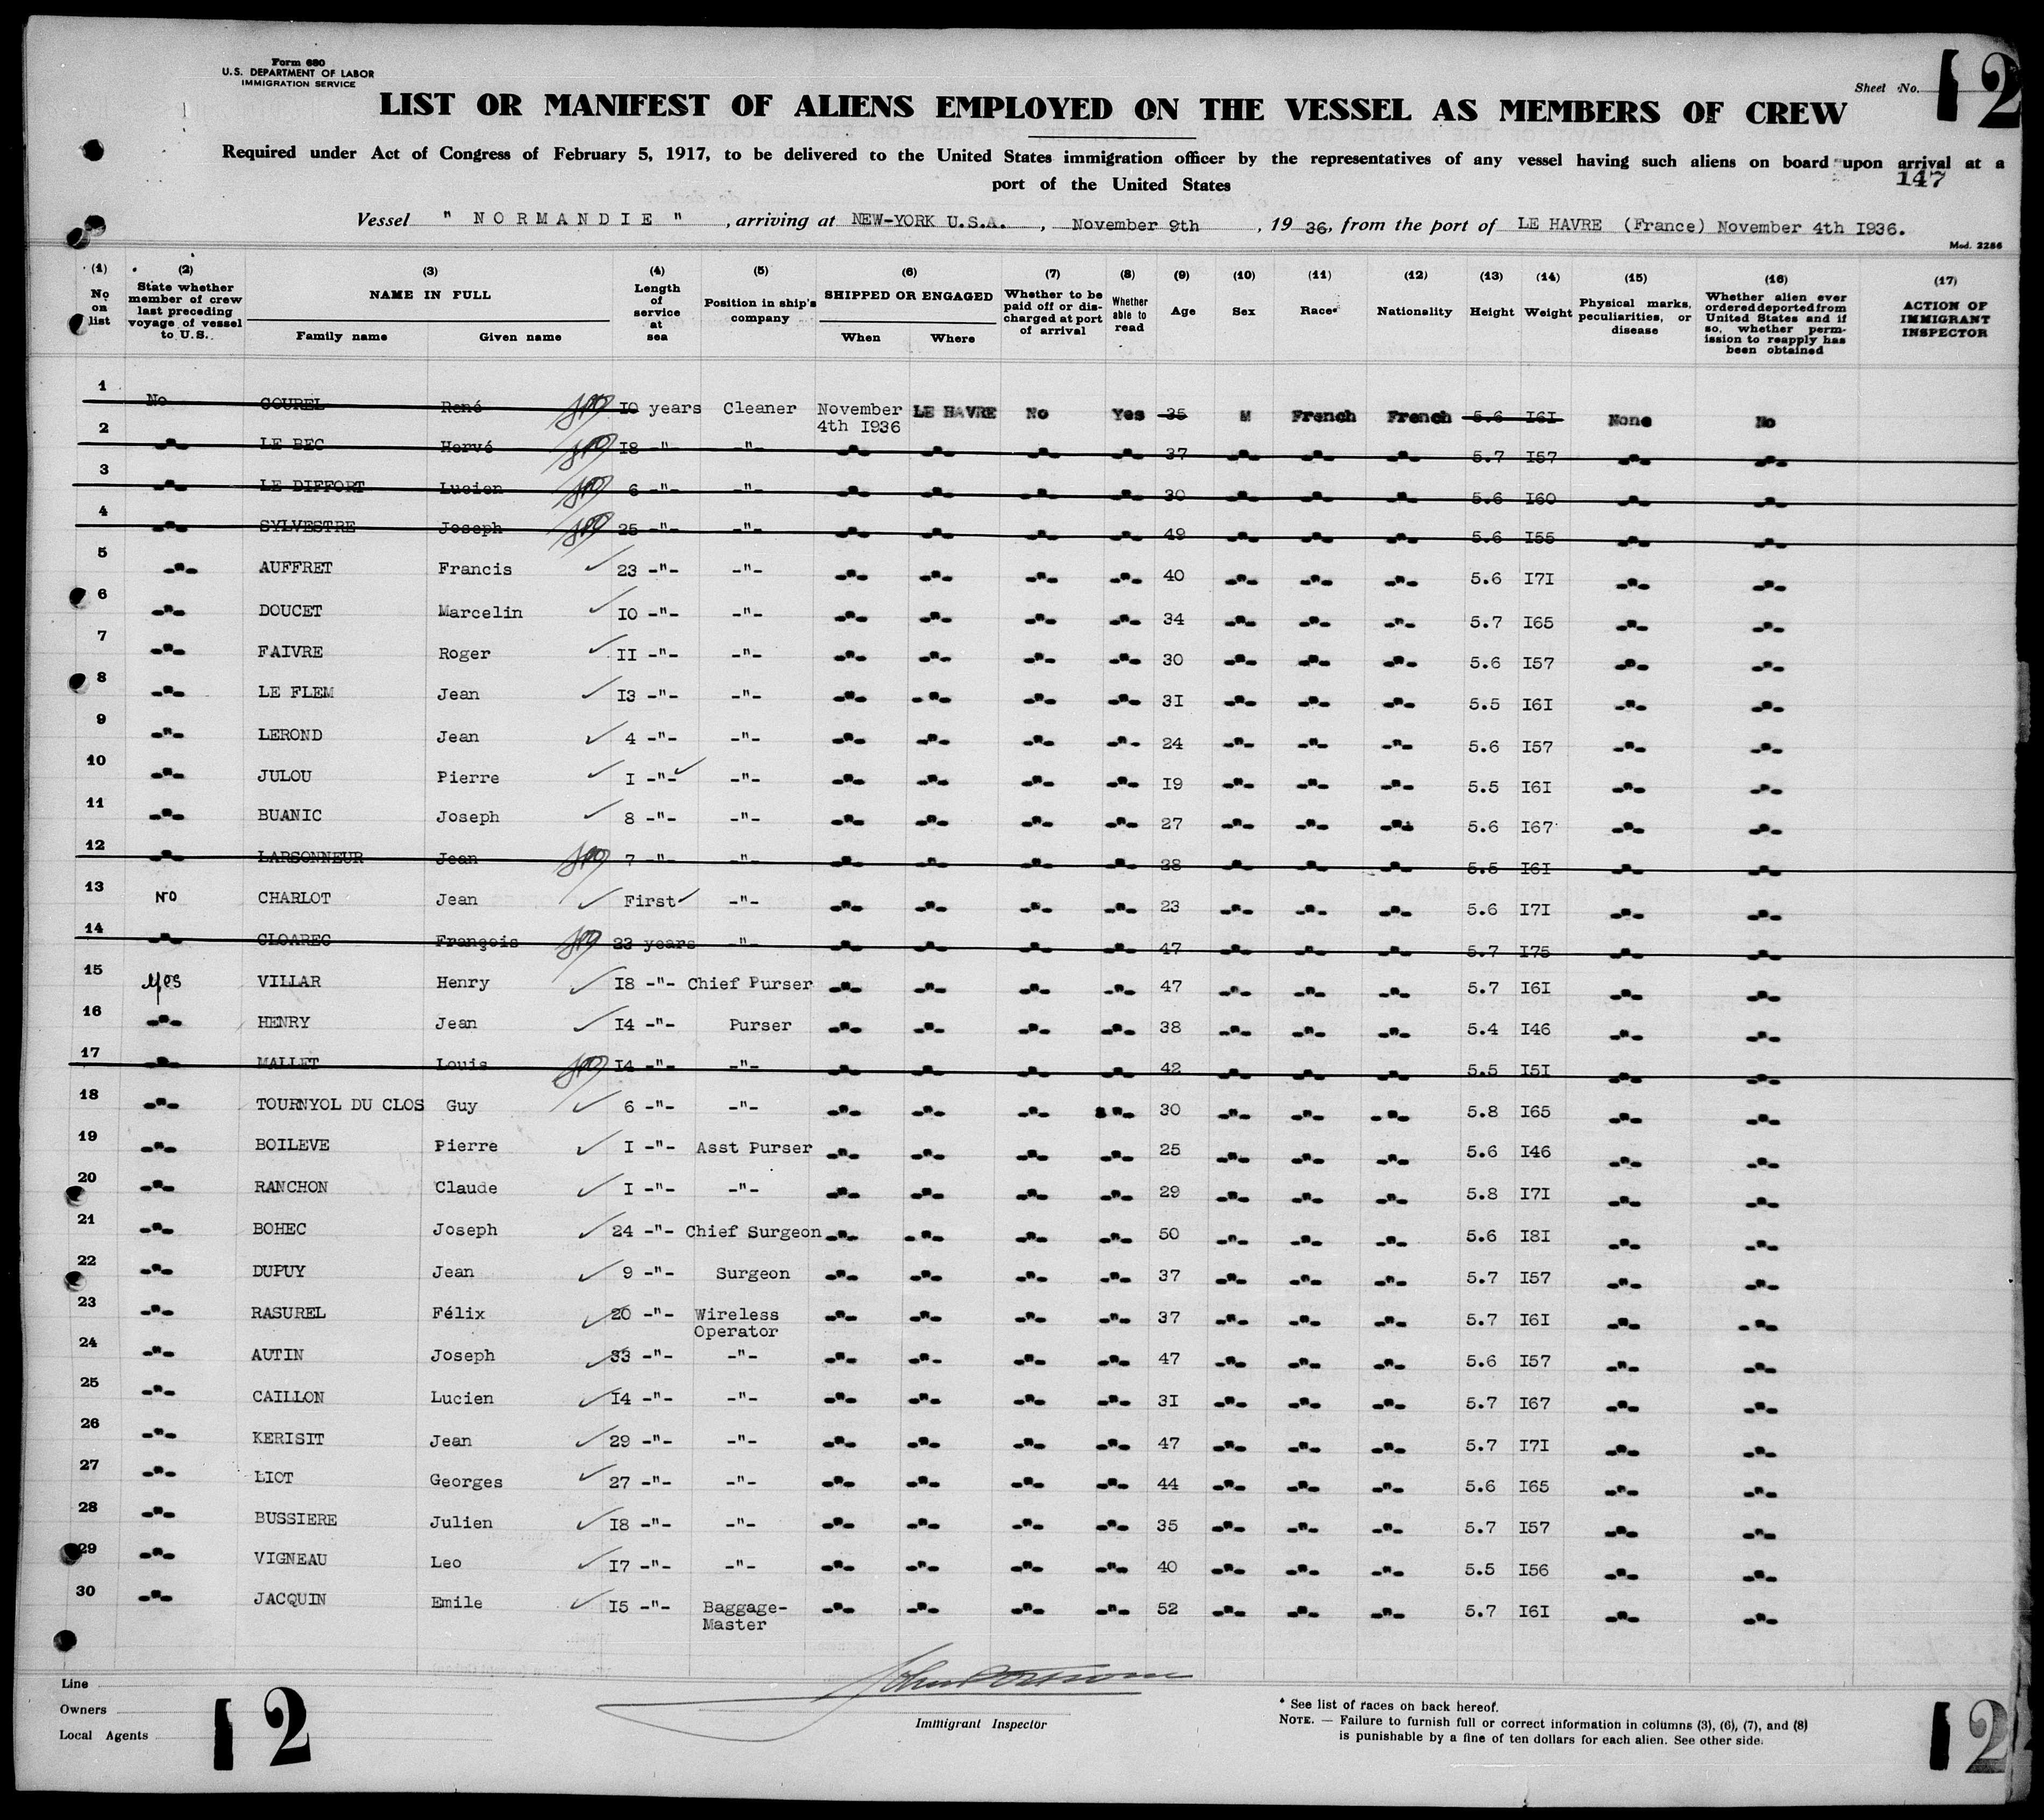 Form 680
U.S. DEPARTMENT OF LABOR
IMMIGRATION SERVICE
Sheet No. 12
LIST OR MANIFEST OF ALIENS EMPLOYED ON THE VESSEL AS MEMBERS OF CREW
Required under Act of Congress of February 5, 1917, to be delivered to the United States immigration officer by the representatives of any vessel having such aliens on board upon arrival at a
port of the United States
147
Vessel " NORMANDIE " , arriving at NEW-YORK U.S.A. , November 9th , 19 36, from the port of LE HAVRE (France) November 4th I936.
Mod. 2286
(1) No on list (2) State whether member of crew last preceding voyage of vessel to U.S. (3) NAME IN FULL Family name Given name (4) Length of service at sea (5) Position in ship's company (6) SHIPPED OR ENGAGED When Where (7) Whether to be paid off or discharged at port of arrival (8) Whether able to read (9) Age (10) Sex (11) Race* (12) Nationality (13) Height (14) Weight (15) Physical marks, peculiarities, or disease (16) Whether alien ever ordered deported from United States and if so, whether permission to reapply has been obtained (17) ACTION OF IMMIGRANT INSPECTOR
1 No GOUREL René I0 years Cleaner November 4th I936 LE HAVRE No Yes 35 M French French 5.6 I6I None No
2 -"- LE BEC Hervé I8 -"- -"- -"- -"- -"- -"- 37 -"- -"- -"- 5.7 I57 -"- -"-
3 -"- LE DIFFORT Lucien 6 -"- -"- -"- -"- -"- -"- 30 -"- -"- -"- 5.6 I60 -"- -"-
4 -"- SYLVESTRE Joseph 25 -"- -"- -"- -"- -"- -"- 49 -"- -"- -"- 5.6 I55 -"- -"-
5 -"- AUFFRET Francis 23 -"- -"- -"- -"- -"- -"- 40 -"- -"- -"- 5.6 I7I -"- -"-
6 -"- DOUCET Marcelin I0 -"- -"- -"- -"- -"- -"- 34 -"- -"- -"- 5.7 I65 -"- -"-
7 -"- FAIVRE Roger II -"- -"- -"- -"- -"- -"- 30 -"- -"- -"- 5.6 I57 -"- -"-
8 -"- LE FLEM Jean I3 -"- -"- -"- -"- -"- -"- 3I -"- -"- -"- 5.5 I6I -"- -"-
9 -"- LEROND Jean 4 -"- -"- -"- -"- -"- -"- 24 -"- -"- -"- 5.6 I57 -"- -"-
10 -"- JULOU Pierre I -"- -"- -"- -"- -"- -"- I9 -"- -"- -"- 5.5 I6I -"- -"-
11 -"- BUANIC Joseph 8 -"- -"- -"- -"- -"- -"- 27 -"- -"- -"- 5.6 I67 -"- -"-
12 -"- LARSONNEUR Jean 7 -"- -"- -"- -"- -"- -"- 28 -"- -"- -"- 5.5 I6I -"- -"-
13 No CHARLOT Jean First -"- -"- -"- -"- -"- 23 -"- -"- -"- 5.6 I7I -"- -"-
14 -"- CLOAREC François 23 years -"- -"- -"- -"- -"- 47 -"- -"- -"- 5.7 I75 -"- -"-
15 yes VILLAR Henry I8 -"- Chief Purser -"- -"- -"- -"- 47 -"- -"- -"- 5.7 I6I -"- -"-
16 -"- HENRY Jean I4 -"- Purser -"- -"- -"- -"- 38 -"- -"- -"- 5.4 I46 -"- -"-
17 -"- MALLET Louis I4 -"- -"- -"- -"- -"- -"- 42 -"- -"- -"- 5.5 I5I -"- -"-
18 -"- TOURNYOL DU CLOS Guy 6 -"- -"- -"- -"- -"- -"- 30 -"- -"- -"- 5.8 I65 -"- -"-
19 -"- BOILEVE Pierre I -"- Asst Purser -"- -"- -"- -"- 25 -"- -"- -"- 5.6 I46 -"- -"-
20 -"- RANCHON Claude I -"- -"- -"- -"- -"- -"- 29 -"- -"- -"- 5.8 I7I -"- -"-
21 -"- BOHEC Joseph 24 -"- Chief Surgeon -"- -"- -"- -"- 50 -"- -"- -"- 5.6 I8I -"- -"-
22 -"- DUPUY Jean 9 -"- Surgeon -"- -"- -"- -"- 37 -"- -"- -"- 5.7 I57 -"- -"-
23 -"- RASUREL Félix 20 -"- Wireless Operator -"- -"- -"- -"- 37 -"- -"- -"- 5.7 I6I -"- -"-
24 -"- AUTIN Joseph 33 -"- -"- -"- -"- -"- -"- 47 -"- -"- -"- 5.6 I57 -"- -"-
25 -"- CAILLON Lucien I4 -"- -"- -"- -"- -"- -"- 3I -"- -"- -"- 5.7 I67 -"- -"-
26 -"- KERISIT Jean 29 -"- -"- -"- -"- -"- -"- 47 -"- -"- -"- 5.7 I7I -"- -"-
27 -"- LIOT Georges 27 -"- -"- -"- -"- -"- -"- 44 -"- -"- -"- 5.6 I65 -"- -"-
28 -"- BUSSIERE Julien I8 -"- -"- -"- -"- -"- -"- 35 -"- -"- -"- 5.7 I57 -"- -"-
29 -"- VIGNEAU Leo I7 -"- -"- -"- -"- -"- -"- 40 -"- -"- -"- 5.5 I56 -"- -"-
30 -"- JACQUIN Emile I5 -"- Baggage-Master -"- -"- -"- -"- 52 -"- -"- -"- 5.7 I6I -"- -"-
Line
Owners
Local Agents
12
Immigrant Inspector
* See list of races on back hereof.
NOTE. — Failure to furnish full or correct information in columns (3), (6), (7), and (8)
is punishable by a fine of ten dollars for each alien. See other side.
12